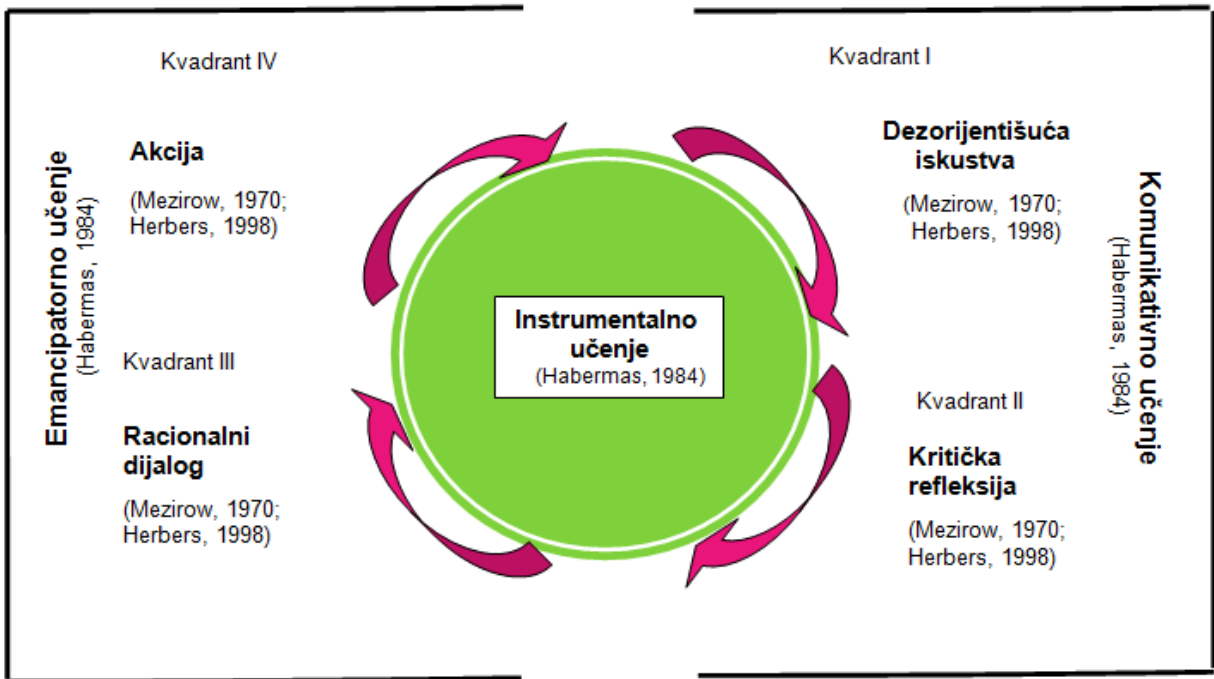 Kvadrant IV
Akcija
(Mezirow, 1970;
Herbers, 1998)
Emancipatorno učenje
(Habermas, 1984)
Kvadrant III
Racionalni
dijalog
(Mezirow, 1970;
Herbers, 1998)
Instrumentalno
učenje
(Habermas, 1984)
Kvadrant I
Dezorijentišuća
iskustva
(Mezirow, 1970;
Herbers, 1998)
Kvadrant II
Kritička
refleksija
(Mezirow, 1970;
Herbers, 1998)
Komunikativno učenje
(Habermas, 1984)